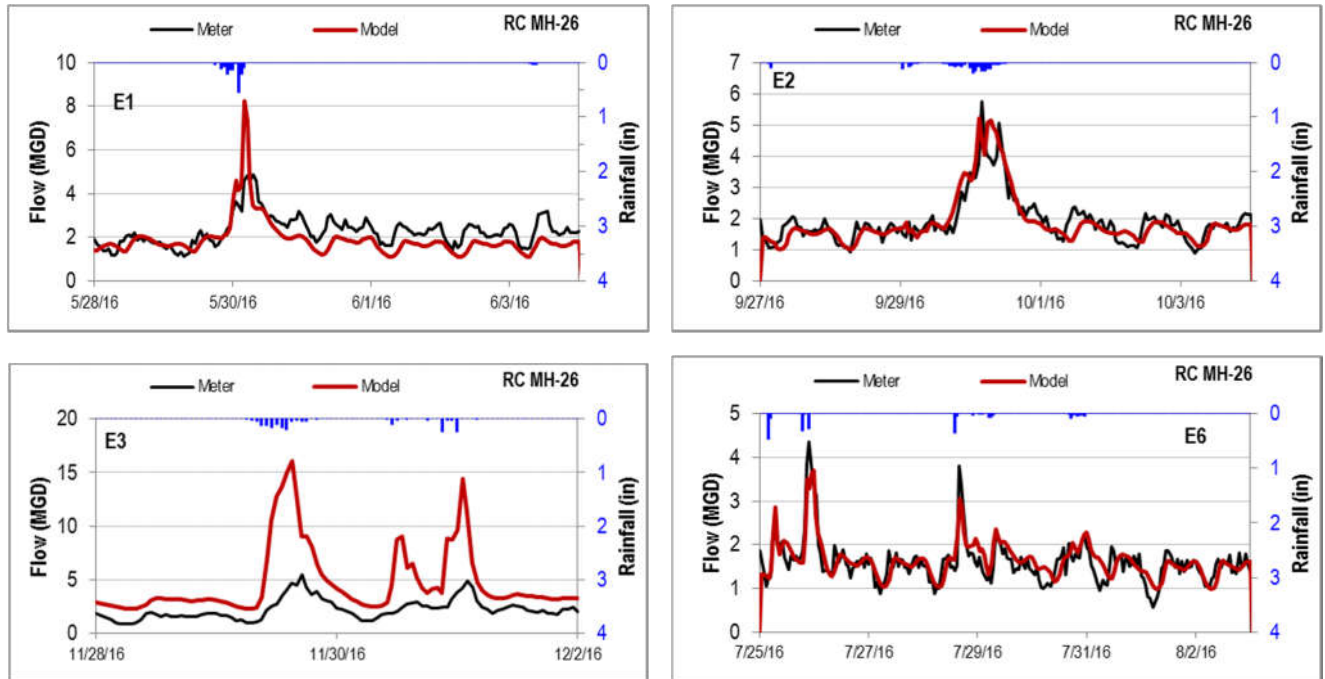 Meter Model RC MH-26
E1
Flow (MGD)
10
8
6
4
2
0
0
1
2
3
4
Rainfall (in)
5/28/16 5/30/16 6/1/16 6/3/16
Meter Model RC MH-26
E2
Flow (MGD)
7
6
5
4
3
2
1
0
0
1
2
3
4
Rainfall (in)
9/27/16 9/29/16 10/1/16 10/3/16
Meter Model RC MH-26
E3
Flow (MGD)
20
15
10
5
0
0
1
2
3
4
Rainfall (in)
11/28/16 11/30/16 12/2/16
Meter Model RC MH-26
E6
Flow (MGD)
5
4
3
2
1
0
0
1
2
3
4
Rainfall (in)
7/25/16 7/27/16 7/29/16 7/31/16 8/2/16